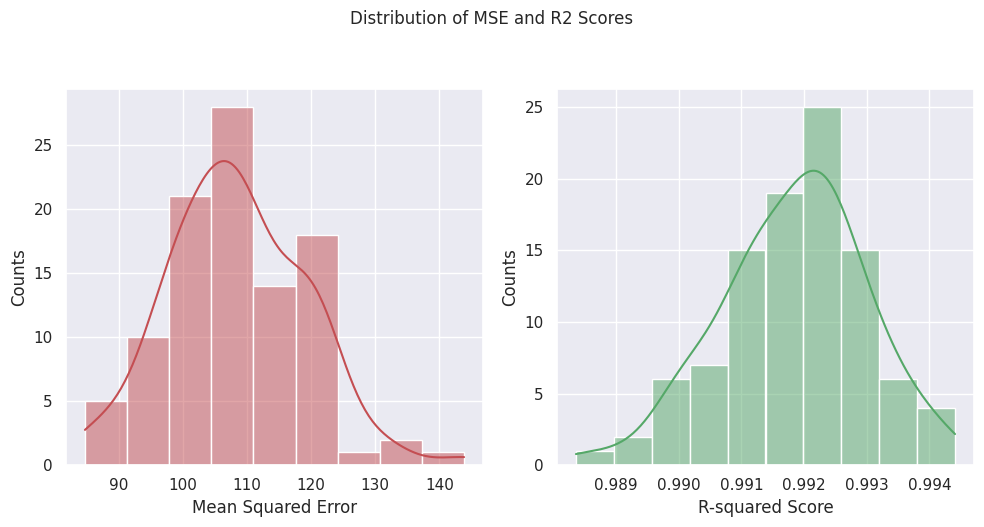 Distribution of MSE and R2 Scores
25
20
15
10
5
0
Counts
90 100 110 120 130 140
Mean Squared Error
25
20
15
10
5
0
Counts
0.989 0.990 0.991 0.992 0.993 0.994
R-squared Score